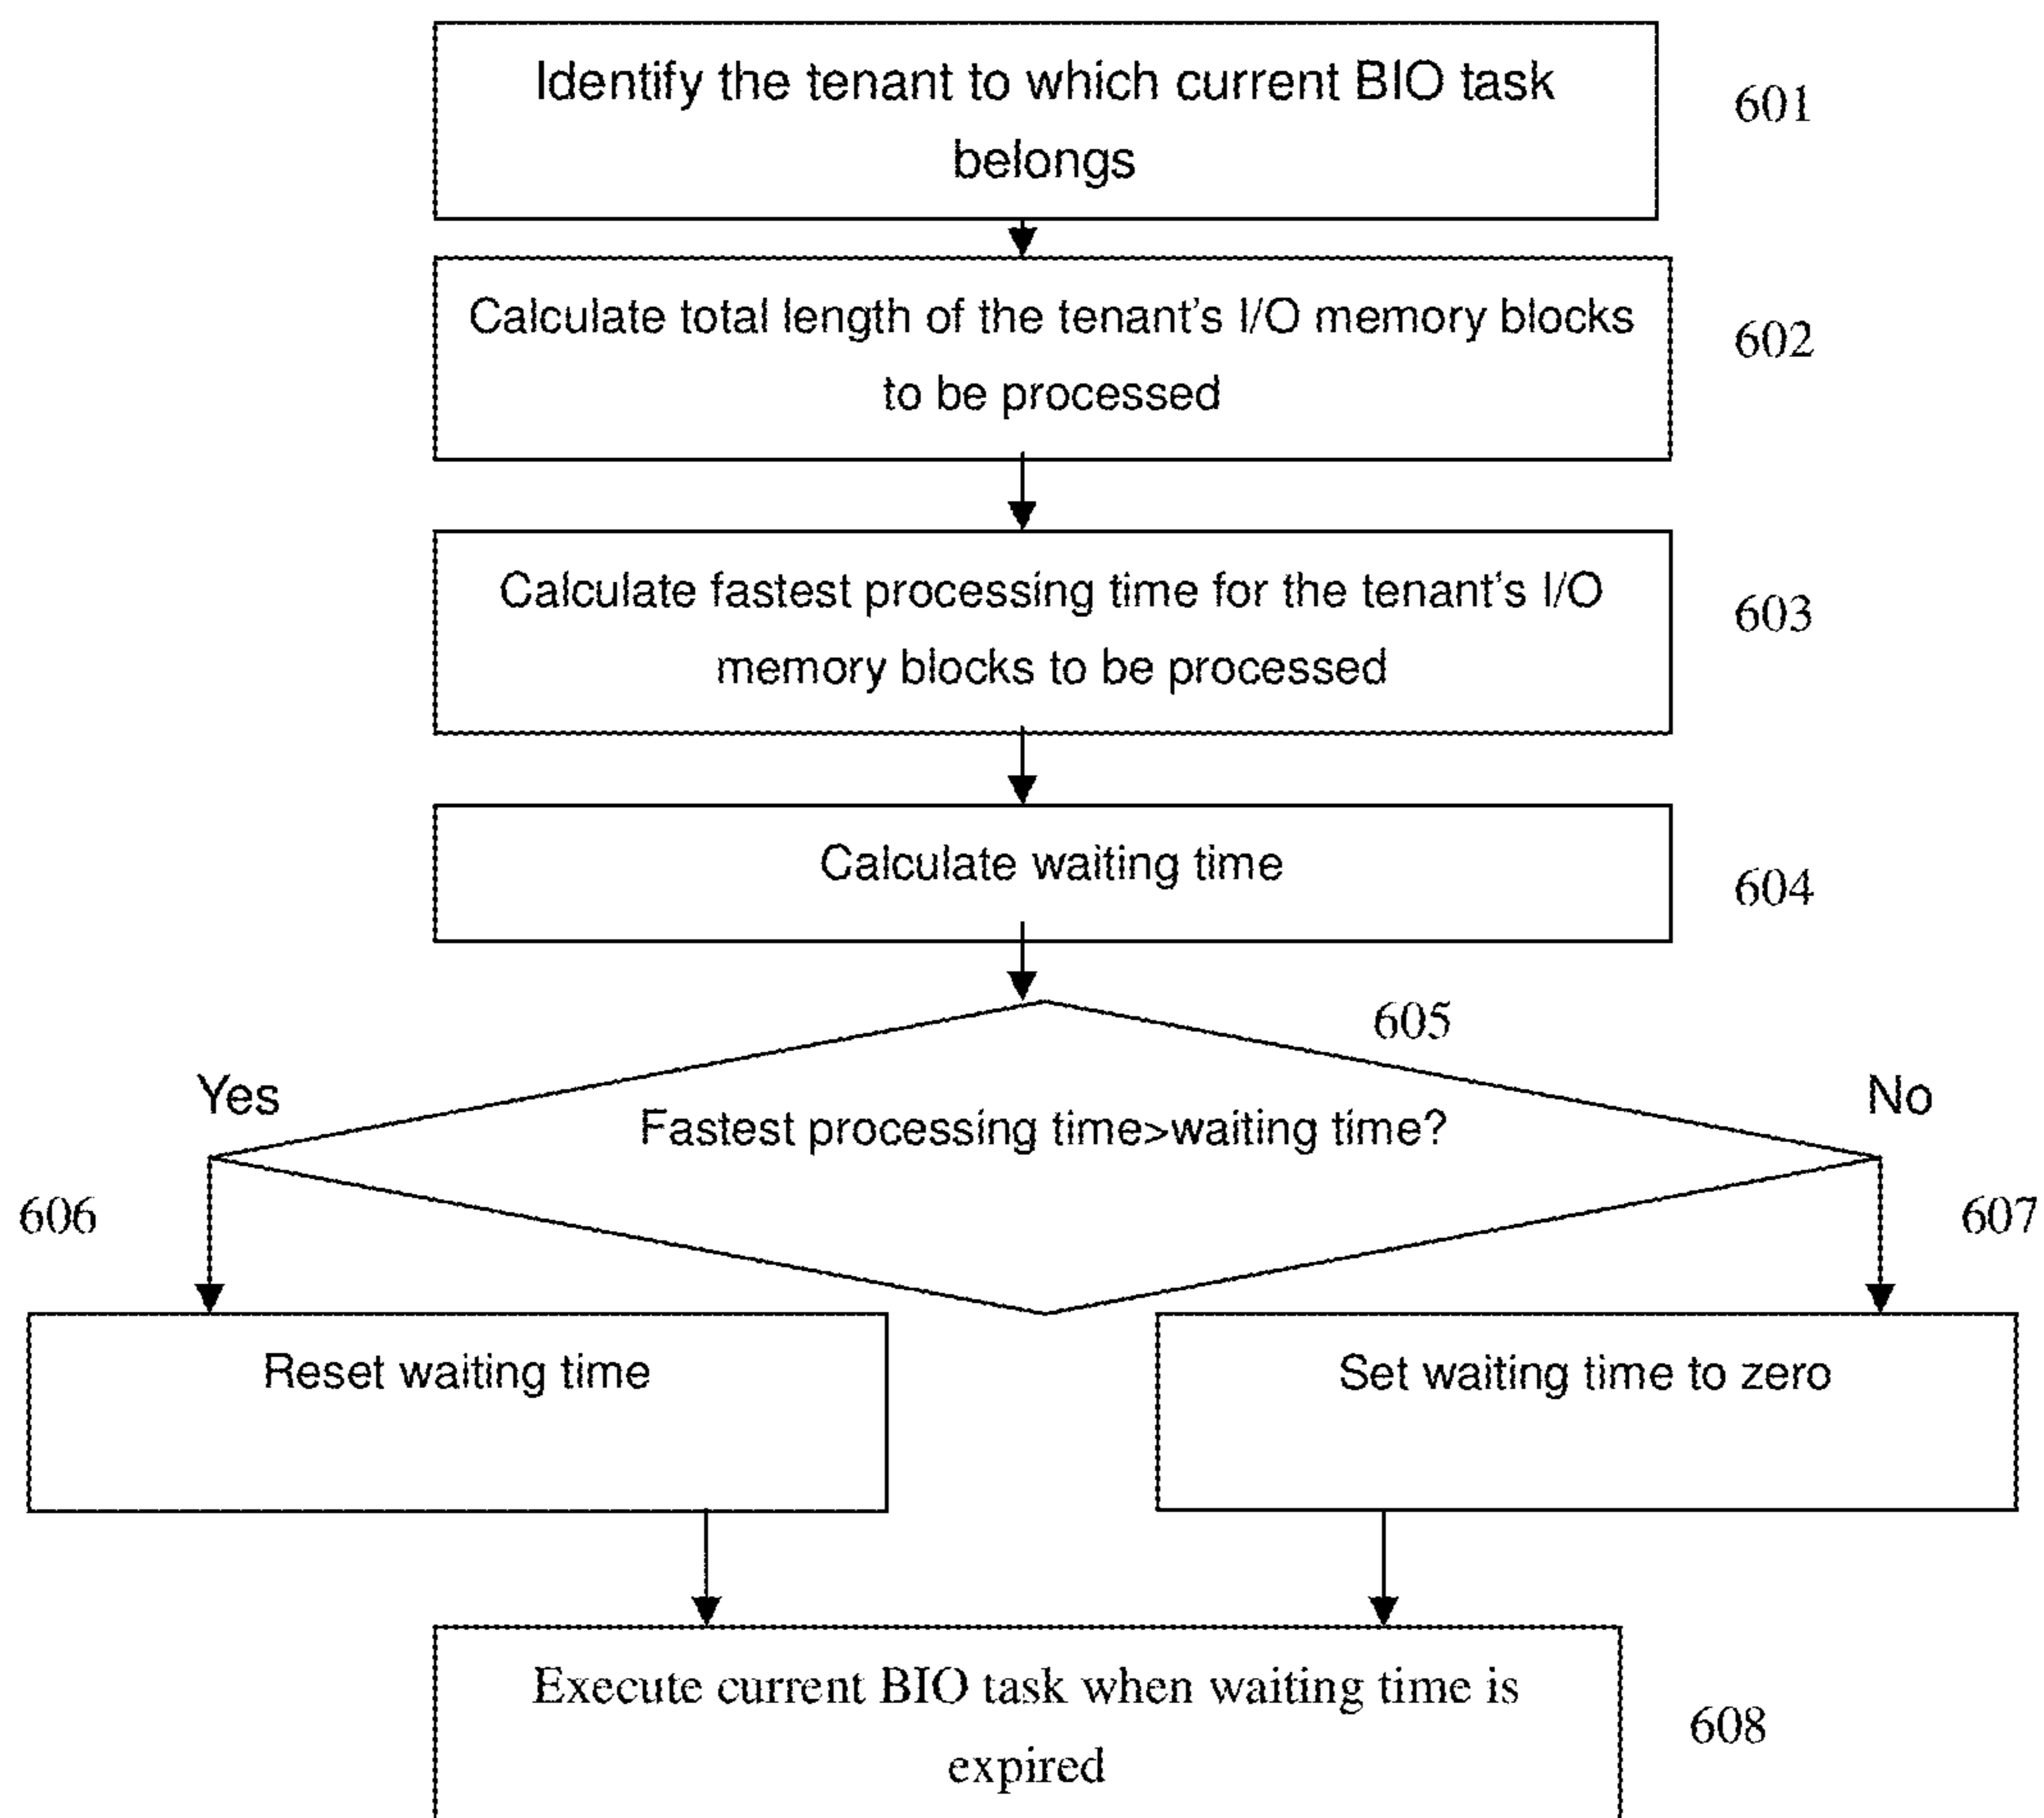 Identify the tenant to which current BIO task
belongs
601
Calculate total length of the tenant's I/O memory blocks
to be processed
602
Calculate fastest processing time for the tenant's I/O
memory blocks to be processed
603
Calculate waiting time
604
605
Yes
No
Fastest processing time>waiting time?
606
607
Reset waiting time
Set waiting time to zero
Execute current BIO task when waiting time is
expired
608